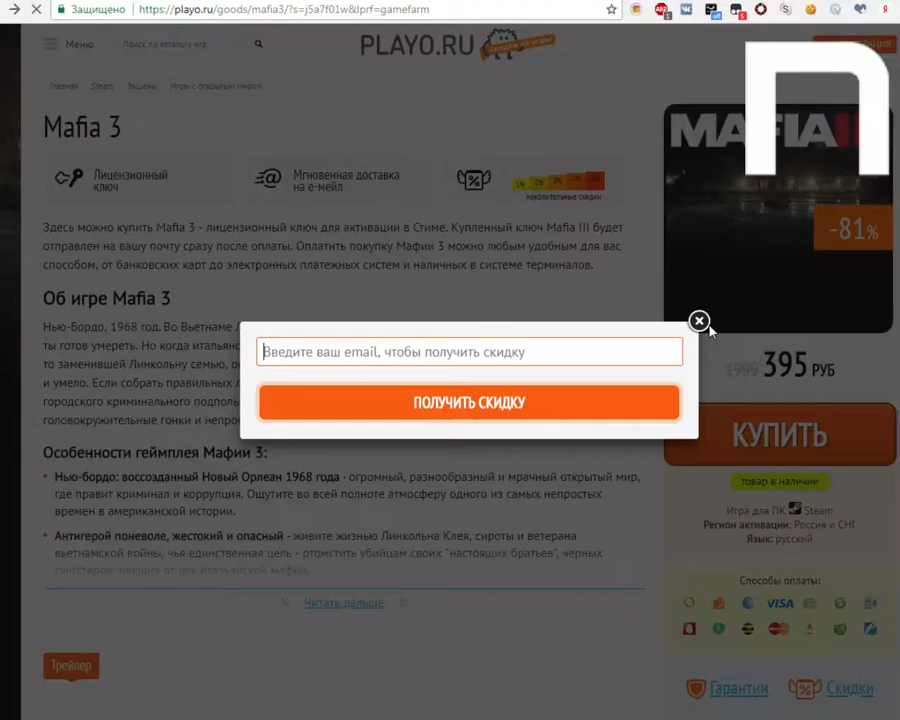 Защищено https://playo.ru/goods/mafia3/?s=j5a7f01w&lprf=gamefarm
Меню
Поиск по каталогу игр
PLAYO.RU
Главная Steam Экшены Игры с открытым миром
Mafia 3
Лицензионный
ключ
Мгновенная доставка
на е-мейл
накопительные скидки
MAFIA III
-81%
Здесь можно купить Mafia 3 - лицензионный ключ для активации в Стиме. Купленный ключ Mafia III будет
отправлен на вашу почту сразу после оплаты. Оплатить покупку Мафии 3 можно любым удобным для вас
способом, от банковских карт до электронных платежных систем и наличных в системе терминалов.
Об игре Mafia 3
Нью-Бордо, 1968 год. Во Вьетнаме
ты готов умереть. Но когда итальян
то заменившей Линкольну семью,
и умело. Если собрать правильных
городского криминального
головокружительные гонки и
Введите ваш email, чтобы получить скидку
ПОЛУЧИТЬ СКИДКУ
1999 395 РУБ
КУПИТЬ
товар в наличии
Игра для ПК Steam
Регион активации: Россия и СНГ
Язык: русский
Особенности геймплея Мафии 3:
Нью-бордо: воссозданный Новый Орлеан 1968 года - огромный, разнообразный и мрачный открытый мир,
где правит криминал и коррупция. Ощутите во всей полноте атмосферу одного из самых непростых
времен в американской истории.
Антигерой поневоле, жестокий и опасный - живите жизнью Линкольна Клея, сироты и ветерана
вьетнамской войны, чья единственная цель - отомстить убийцам своих "настоящих братьев", черных
Читать дальше
Способы оплаты:
VISA
Трейлер
Гарантии Скидки